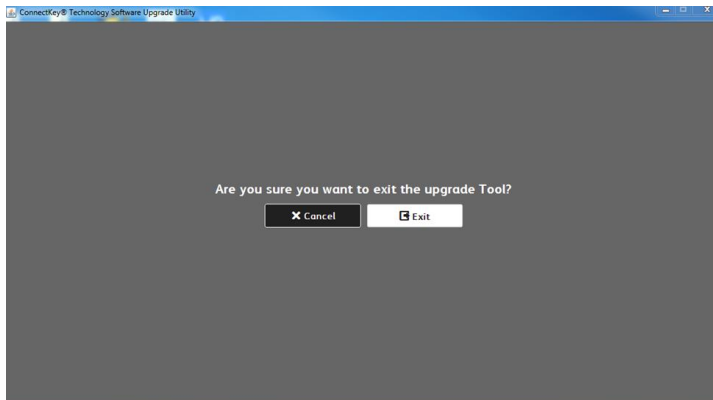 ConnectKey® Technology Software Upgrade Utility
Are you sure you want to exit the upgrade Tool?
Cancel
Exit